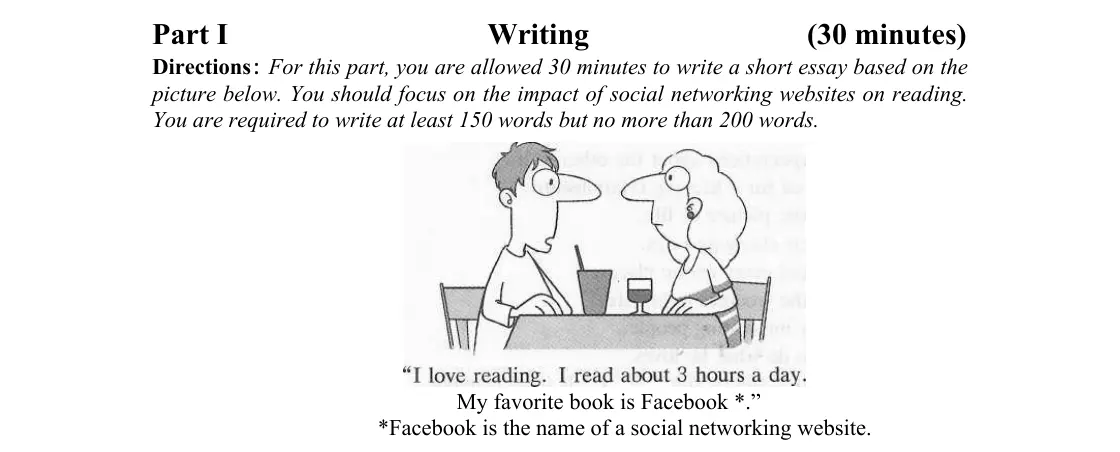 Part I Writing (30 minutes)
Directions: For this part, you are allowed 30 minutes to write a short essay based on the
picture below. You should focus on the impact of social networking websites on reading.
You are required to write at least 150 words but no more than 200 words.
“I love reading. I read about 3 hours a day.
My favorite book is Facebook *.”
*Facebook is the name of a social networking website.